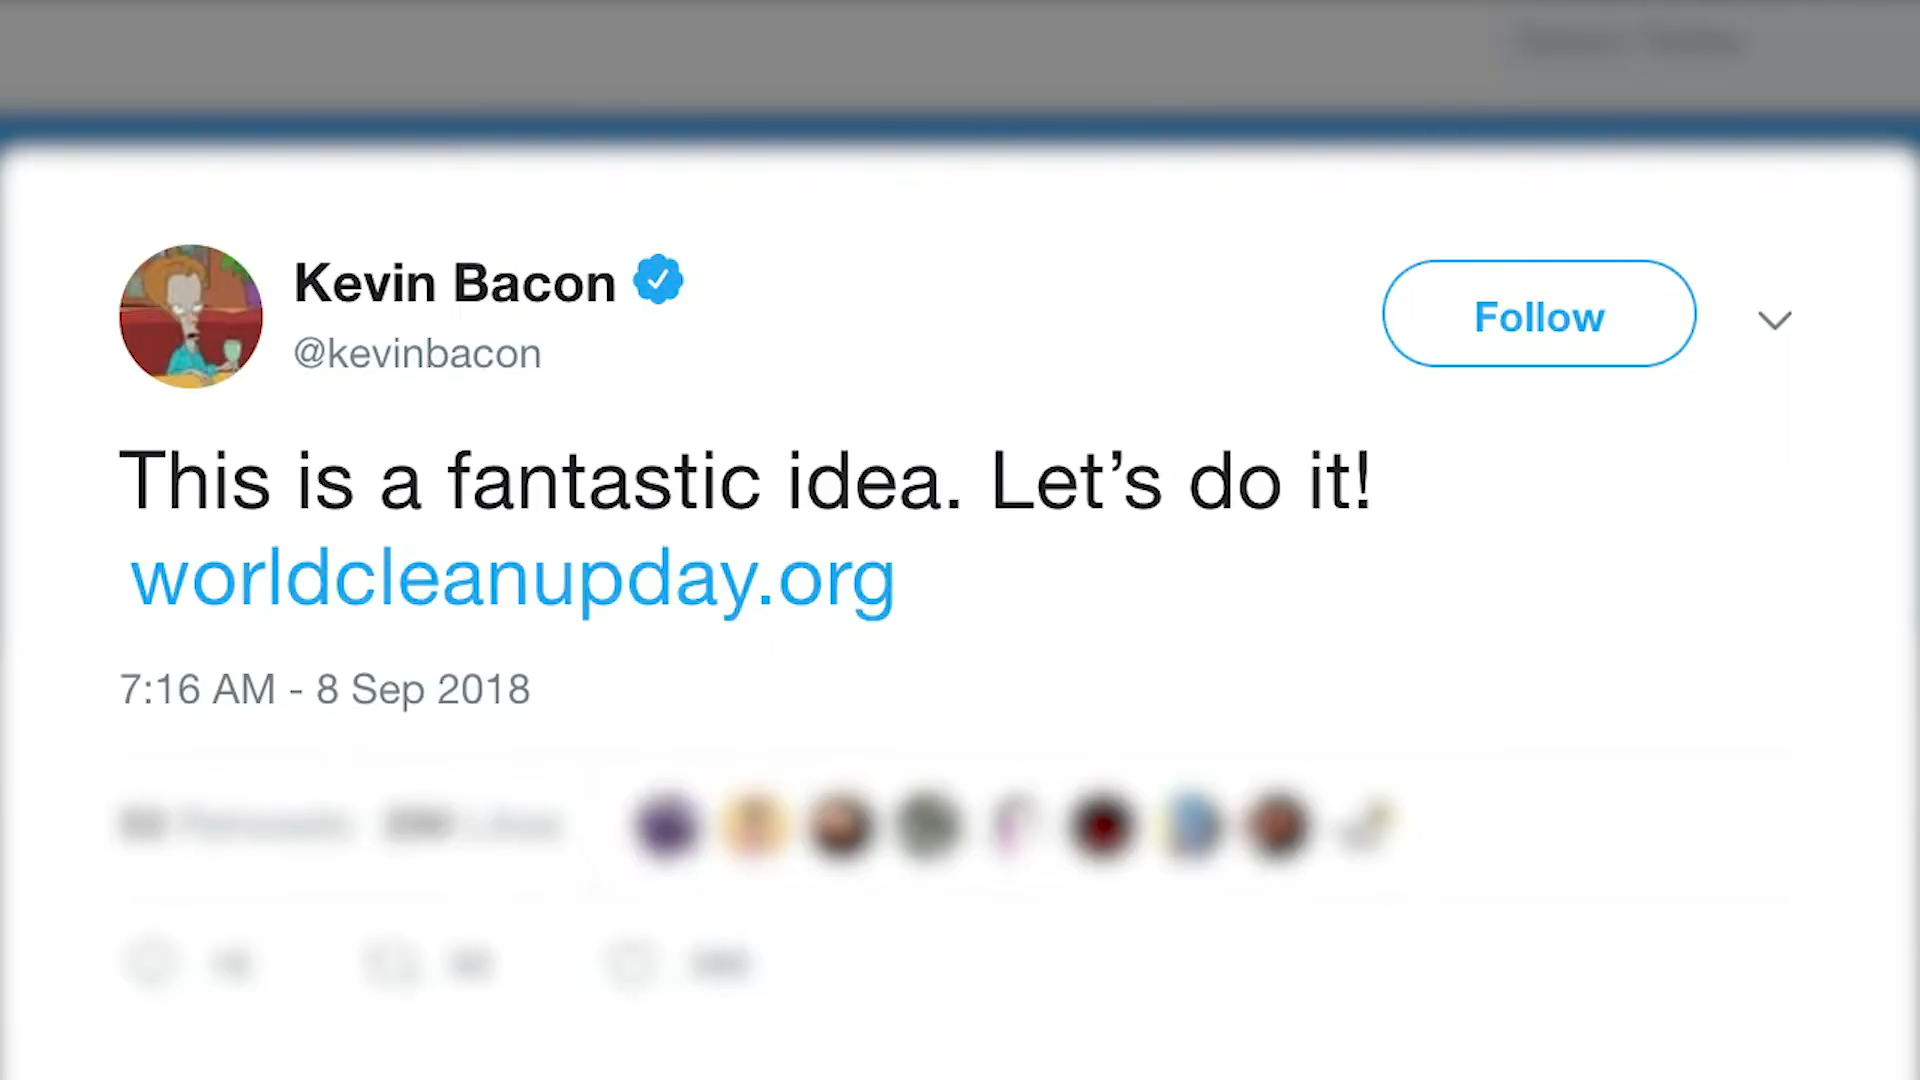 Kevin Bacon
@kevinbacon
Follow
This is a fantastic idea. Let’s do it!
worldcleanupday.org
7:16 AM - 8 Sep 2018